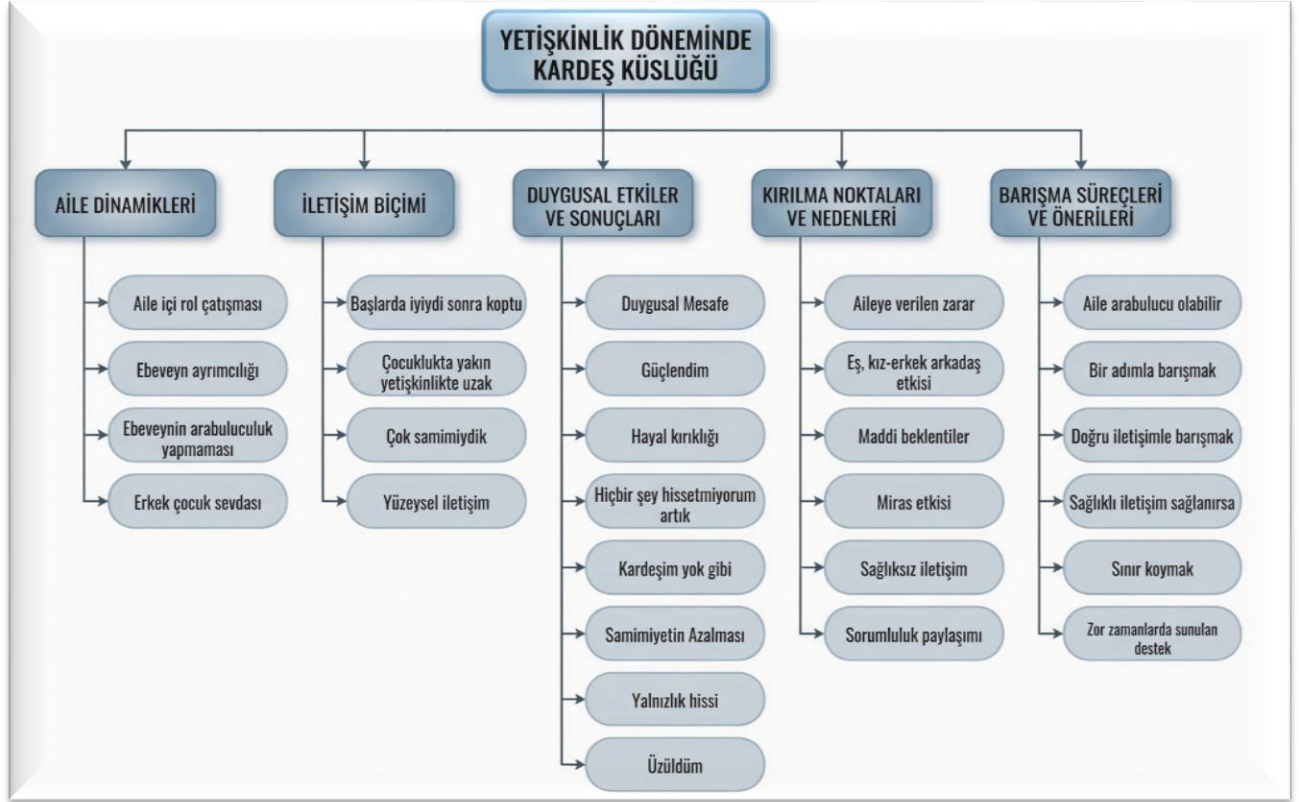 YETİŞKİNLİK DÖNEMİNDE
KARDEŞ KÜSLÜĞÜ
AİLE DİNAMİKLERİ
Aile içi rol çatışması
Ebeveyn ayrımcılığı
Ebeveynin arabuluculuk
yapmaması
Erkek çocuk sevdası
İLETİŞİM BİÇİMİ
Başlarda iyiydi sonra koptu
Çocuklukta yakın
yetişkinlikte uzak
Çok samimiydik
Yüzeysel iletişim
DUYGUSAL ETKİLER
VE SONUÇLARI
Duygusal Mesafe
Güçlendim
Hayal kırıklığı
Hiçbir şey hissetmiyorum
artık
Kardeşim yok gibi
Samimiyetin Azalması
Yalnızlık hissi
Üzüldüm
KIRILMA NOKTALARI
VE NEDENLERİ
Aileye verilen zarar
Eş, kız-erkek arkadaş
etkisi
Maddi beklentiler
Miras etkisi
Sağlıksız iletişim
Sorumluluk paylaşımı
BARIŞMA SÜREÇLERİ
VE ÖNERİLERİ
Aile arabulucu olabilir
Bir adımla barışmak
Doğru iletişimle barışmak
Sağlıklı iletişim sağlanırsa
Sınır koymak
Zor zamanlarda sunulan
destek